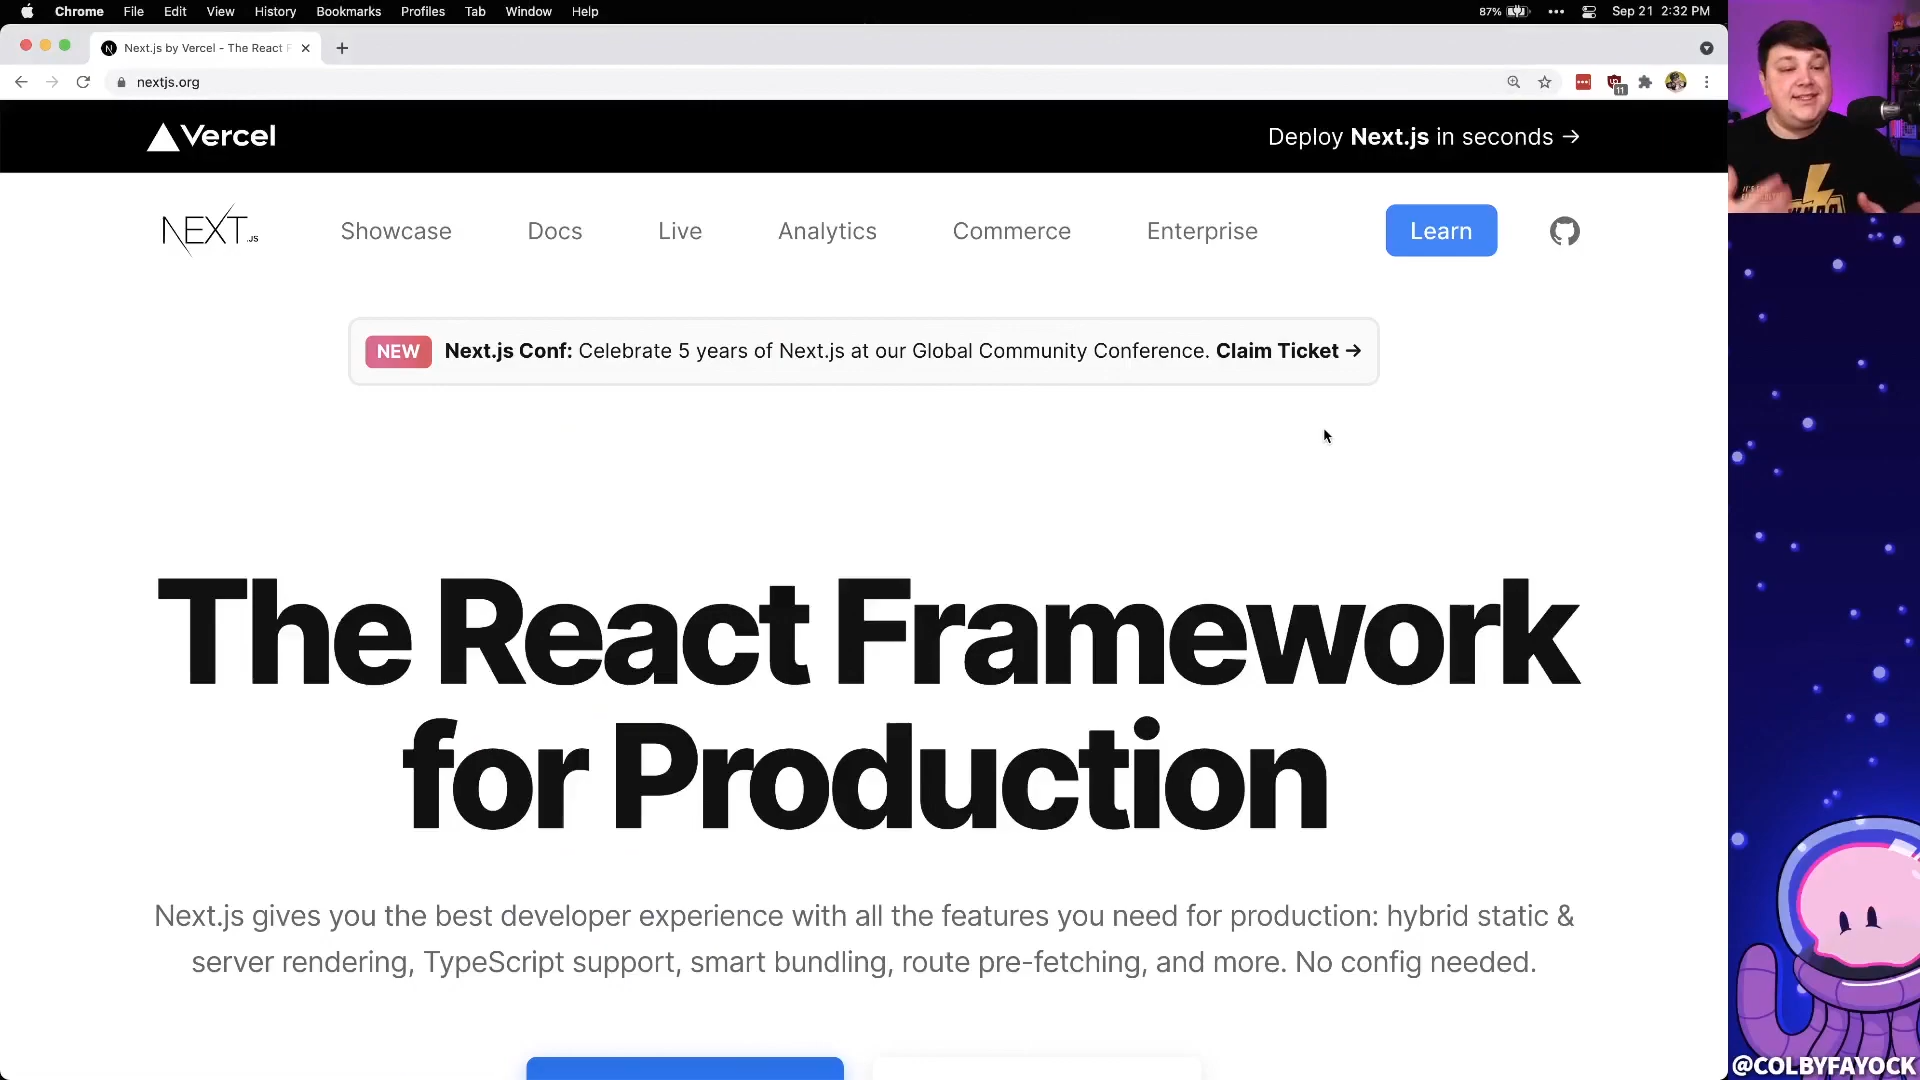 Chrome File Edit View History Bookmarks Profiles Tab Window Help
87% Sep 21 2:32 PM
Next.js by Vercel - The React F
nextjs.org
11
Vercel
Deploy Next.js in seconds →
NEXT.JS
Showcase Docs Live Analytics Commerce Enterprise Learn
NEW Next.js Conf: Celebrate 5 years of Next.js at our Global Community Conference. Claim Ticket →
The React Framework
for Production
Next.js gives you the best developer experience with all the features you need for production: hybrid static &
server rendering, TypeScript support, smart bundling, route pre-fetching, and more. No config needed.
@COLBYFAYOCK